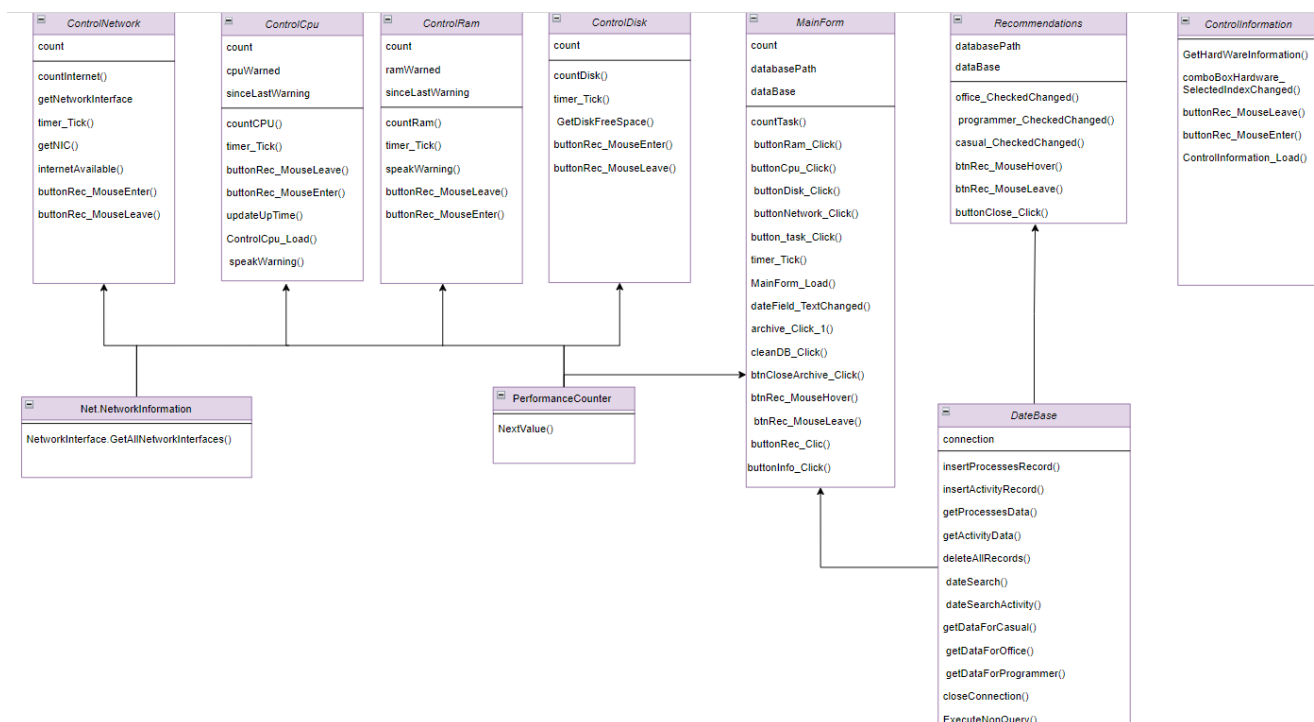 ControlNetwork
count
countInternet()
getNetworkInterface
timer_Tick()
getNIC()
internetAvailable()
buttonRec_MouseEnter()
buttonRec_MouseLeave()
ControlCpu
count
cpuWarned
sinceLastWarning
countCPU()
timer_Tick()
buttonRec_MouseLeave()
buttonRec_MouseEnter()
updateUpTime()
ControlCpu_Load()
speakWarning()
ControlRam
count
ramWarned
sinceLastWarning
countRam()
timer_Tick()
speakWarning()
buttonRec_MouseLeave()
buttonRec_MouseEnter()
ControlDisk
count
countDisk()
timer_Tick()
GetDiskFreeSpace()
buttonRec_MouseEnter()
buttonRec_MouseLeave()
MainForm
count
databasePath
dataBase
countTask()
buttonRam_Click()
buttonCpu_Click()
buttonDisk_Click()
buttonNetwork_Click()
button_task_Click()
timer_Tick()
MainForm_Load()
dateField_TextChanged()
archive_Click_1()
cleanDB_Click()
btnCloseArchive_Click()
btnRec_MouseHover()
btnRec_MouseLeave()
buttonRec_Clic()
buttonInfo_Click()
Recommendations
databasePath
dataBase
office_CheckedChanged()
programmer_CheckedChanged()
casual_CheckedChanged()
btnRec_MouseHover()
btnRec_MouseLeave()
buttonClose_Click()
ControlInformation
GetHardWareInformation()
comboBoxHardware_
SelectedIndexChanged()
buttonRec_MouseLeave()
buttonRec_MouseEnter()
ControlInformation_Load()
Net.NetworkInformation
NetworkInterface.GetAllNetworkInterfaces()
PerformanceCounter
NextValue()
DateBase
connection
insertProcessesRecord()
insertActivityRecord()
getProcessesData()
getActivityData()
deleteAllRecords()
dateSearch()
dateSearchActivity()
getDataForCasual()
getDataForOffice()
getDataForProgrammer()
closeConnection()
ExecuteNonQuery()